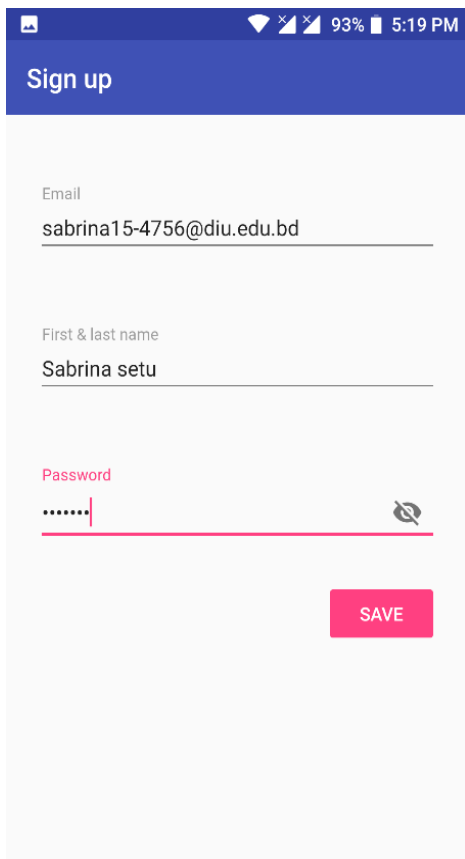 93% 5:19 PM
Sign up
Email
sabrina15-4756@diu.edu.bd
First & last name
Sabrina setu
Password
•••••••
SAVE